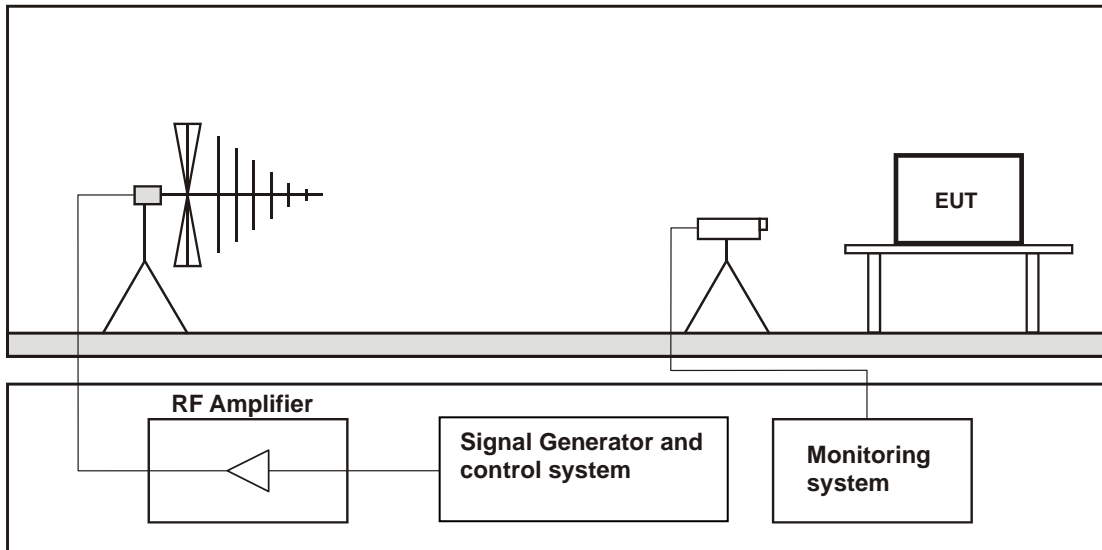 EUT
RF Amplifier
Signal Generator and
control system
Monitoring
system